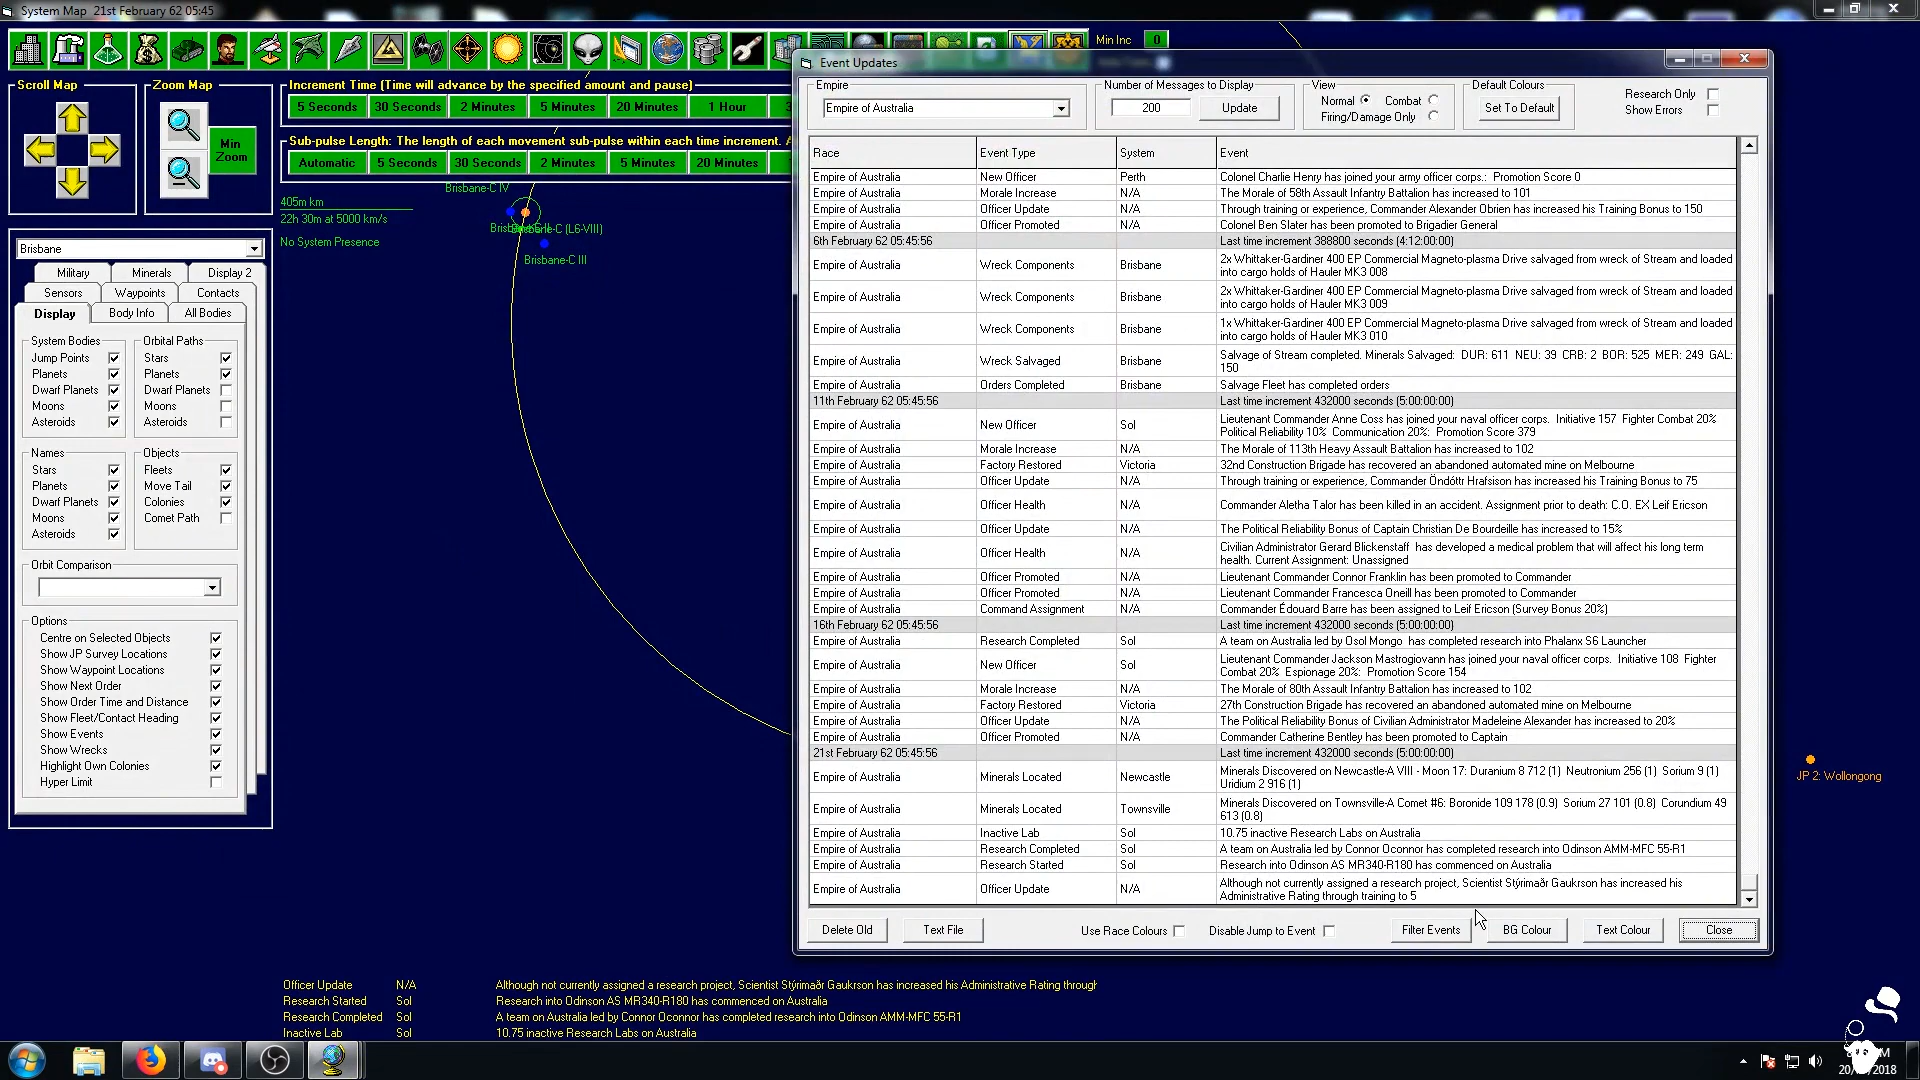 System Map  21st February 62 05:45
Min Inc 0
Scroll Map
Zoom Map
Min Zoom
Increment Time (Time will advance by the specified amount and pause)
5 Seconds 30 Seconds 2 Minutes 5 Minutes 20 Minutes 1 Hour
Sub-pulse Length: The length of each movement sub-pulse within each time increment.
Automatic 5 Seconds 30 Seconds 2 Minutes 5 Minutes 20 Minutes
405m km
22h 30m at 5000 km/s
No System Presence
Brisbane-C IV
Brisbane-C (L6-VIII)
Brisbane-C III
JP 2: Wollongong
Brisbane
Military Minerals Display 2
Sensors Waypoints Contacts
Display Body Info All Bodies
System Bodies
Jump Points
Planets
Dwarf Planets
Moons
Asteroids
Orbital Paths
Stars
Planets
Dwarf Planets
Moons
Asteroids
Names
Stars
Planets
Dwarf Planets
Moons
Asteroids
Objects
Fleets
Move Tail
Colonies
Comet Path
Orbit Comparison
Options
Centre on Selected Objects
Show JP Survey Locations
Show Waypoint Locations
Show Next Order
Show Order Time and Distance
Show Fleet/Contact Heading
Show Events
Show Wrecks
Highlight Own Colonies
Hyper Limit
Event Updates
Empire
Empire of Australia
Number of Messages to Display
200 Update
View
Normal Combat
Firing/Damage Only
Default Colours
Set To Default
Research Only
Show Errors
Race Event Type System Event
Empire of Australia New Officer Perth Colonel Charlie Henry has joined your army officer corps.:  Promotion Score 0
Empire of Australia Morale Increase N/A The Morale of 58th Assault Infantry Battalion has increased to 101
Empire of Australia Officer Update N/A Through training or experience, Commander Alexander Obrien has increased his Training Bonus to 150
Empire of Australia Officer Promoted N/A Colonel Ben Slater has been promoted to Brigadier General
6th February 62 05:45:56 Last time increment 388800 seconds (4:12:00:00)
Empire of Australia Wreck Components Brisbane 2x Whittaker-Gardiner 400 EP Commercial Magneto-plasma Drive salvaged from wreck of Stream and loaded
into cargo holds of Hauler MK3 008
Empire of Australia Wreck Components Brisbane 2x Whittaker-Gardiner 400 EP Commercial Magneto-plasma Drive salvaged from wreck of Stream and loaded
into cargo holds of Hauler MK3 009
Empire of Australia Wreck Components Brisbane 1x Whittaker-Gardiner 400 EP Commercial Magneto-plasma Drive salvaged from wreck of Stream and loaded
into cargo holds of Hauler MK3 010
Empire of Australia Wreck Salvaged Brisbane Salvage of Stream completed. Minerals Salvaged:  DUR: 611  NEU: 39  CRB: 2  BOR: 525  MER: 249  GAL:
150
Empire of Australia Orders Completed Brisbane Salvage Fleet has completed orders
11th February 62 05:45:56 Last time increment 432000 seconds (5:00:00:00)
Empire of Australia New Officer Sol Lieutenant Commander Anne Coss has joined your naval officer corps.  Initiative 157  Fighter Combat 20%
Political Reliability 10%  Communication 20%:  Promotion Score 379
Empire of Australia Morale Increase N/A The Morale of 113th Heavy Assault Battalion has increased to 102
Empire of Australia Factory Restored Victoria 32nd Construction Brigade has recovered an abandoned automated mine on Melbourne
Empire of Australia Officer Update N/A Through training or experience, Commander Öndóttr Hrafsison has increased his Training Bonus to 75
Empire of Australia Officer Health N/A Commander Aletha Talor has been killed in an accident. Assignment prior to death: C.O. EX Leif Ericson
Empire of Australia Officer Update N/A The Political Reliability Bonus of Captain Christian De Bourdeille has increased to 15%
Empire of Australia Officer Health N/A Civilian Administrator Gerard Blickenstaff  has developed a medical problem that will affect his long term
health. Current Assignment: Unassigned
Empire of Australia Officer Promoted N/A Lieutenant Commander Connor Franklin has been promoted to Commander
Empire of Australia Officer Promoted N/A Lieutenant Commander Francesca Oneill has been promoted to Commander
Empire of Australia Command Assignment N/A Commander Édouard Barre has been assigned to Leif Ericson (Survey Bonus 20%)
16th February 62 05:45:56 Last time increment 432000 seconds (5:00:00:00)
Empire of Australia Research Completed Sol A team on Australia led by Osol Mongo  has completed research into Phalanx S6 Launcher
Empire of Australia New Officer Sol Lieutenant Commander Jackson Mastrogiovann has joined your naval officer corps.  Initiative 108  Fighter
Combat 20%  Espionage 20%:  Promotion Score 154
Empire of Australia Morale Increase N/A The Morale of 80th Assault Infantry Battalion has increased to 102
Empire of Australia Factory Restored Victoria 27th Construction Brigade has recovered an abandoned automated mine on Melbourne
Empire of Australia Officer Update N/A The Political Reliability Bonus of Civilian Administrator Madeleine Alexander has increased to 20%
Empire of Australia Officer Promoted N/A Commander Catherine Bentley has been promoted to Captain
21st February 62 05:45:56 Last time increment 432000 seconds (5:00:00:00)
Empire of Australia Minerals Located Newcastle Minerals Discovered on Newcastle-A VIII - Moon 17: Duranium 8 712 (1)  Neutronium 256 (1)  Sorium 9 (1)
Uridium 2 916 (1)
Empire of Australia Minerals Located Townsville Minerals Discovered on Townsville-A Comet #6: Boronide 109 178 (0.9)  Sorium 27 101 (0.8)  Corundium 49
613 (0.8)
Empire of Australia Inactive Lab Sol 10.75 inactive Research Labs on Australia
Empire of Australia Research Completed Sol A team on Australia led by Connor Oconnor has completed research into Odinson AMM-MFC 55-R1
Empire of Australia Research Started Sol Research into Odinson AS MR340-R180 has commenced on Australia
Empire of Australia Officer Update N/A Although not currently assigned a research project, Scientist Stýrimaðr Gaukrson has increased his
Administrative Rating through training to 5
Delete Old Text File Use Race Colours Disable Jump to Event Filter Events BG Colour Text Colour Close
Officer Update N/A Although not currently assigned a research project, Scientist Stýrimaðr Gaukrson has increased his Administrative Rating through
Research Started Sol Research into Odinson AS MR340-R180 has commenced on Australia
Research Completed Sol A team on Australia led by Connor Oconnor has completed research into Odinson AMM-MFC 55-R1
Inactive Lab Sol 10.75 inactive Research Labs on Australia